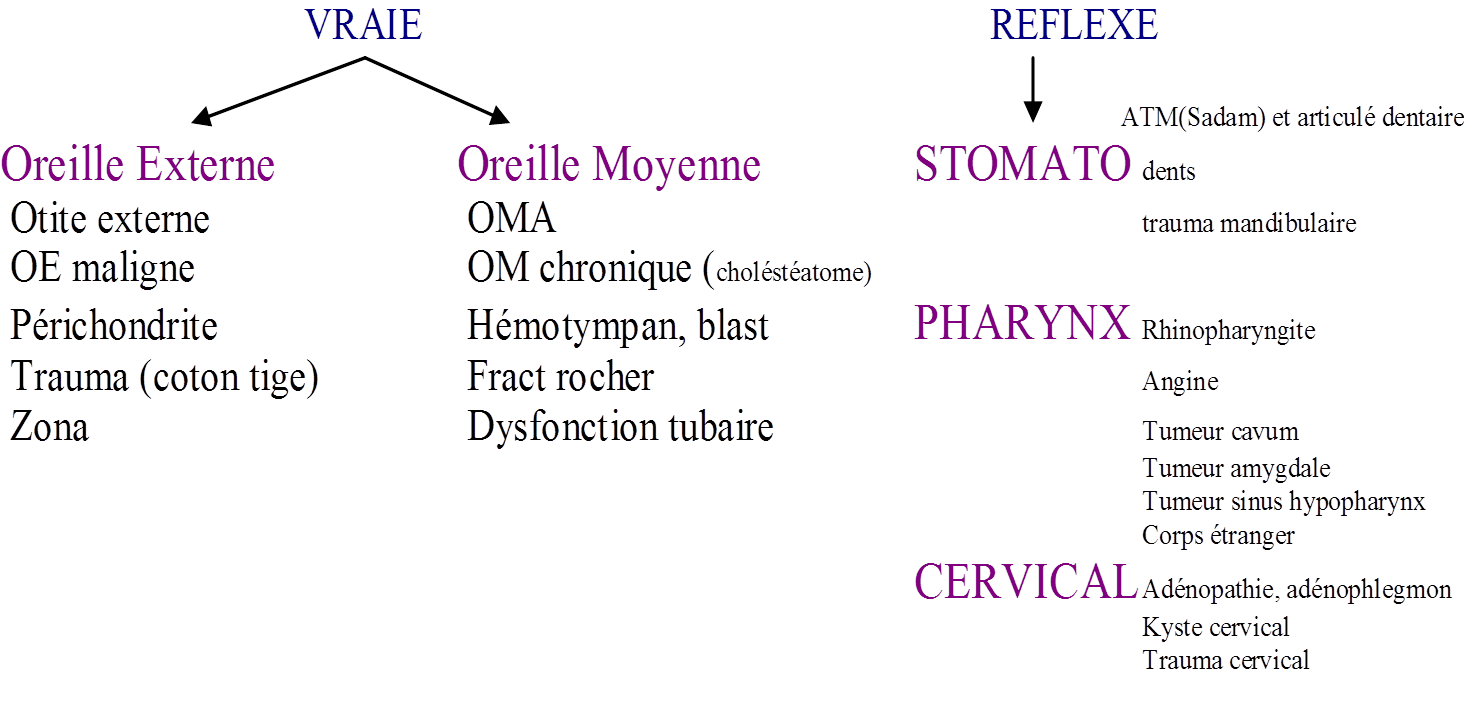 VRAIE
Oreille Externe
Otite externe
OE maligne
Périchondrite
Trauma (coton tige)
Zona
Oreille Moyenne
OMA
OM chronique (choléstéatome)
Hémotympan, blast
Fract rocher
Dysfonction tubaire
REFLEXE
ATM(Sadam) et articulé dentaire
STOMATO dents
trauma mandibulaire
PHARYNX Rhinopharyngite
Angine
Tumeur cavum
Tumeur amygdale
Tumeur sinus hypopharynx
Corps étranger
CERVICAL Adénopathie, adénophlegmon
Kyste cervical
Trauma cervical